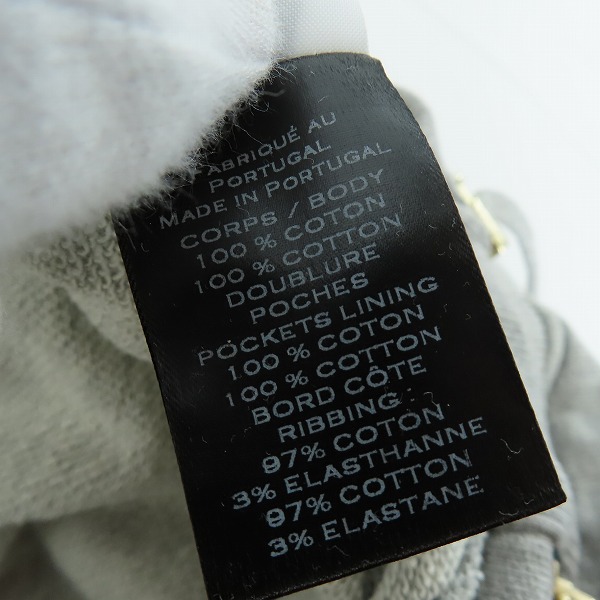 FABRIQUÉ AU
PORTUGAL
MADE IN PORTUGAL
CORPS / BODY
100 % COTON
100 % COTTON
DOUBLURE
POCHES
POCKETS LINING
100 % COTON
100 % COTTON
BORD CÔTE
RIBBING
97% COTON
3% ELASTHANNE
97% COTTON
3% ELASTANE